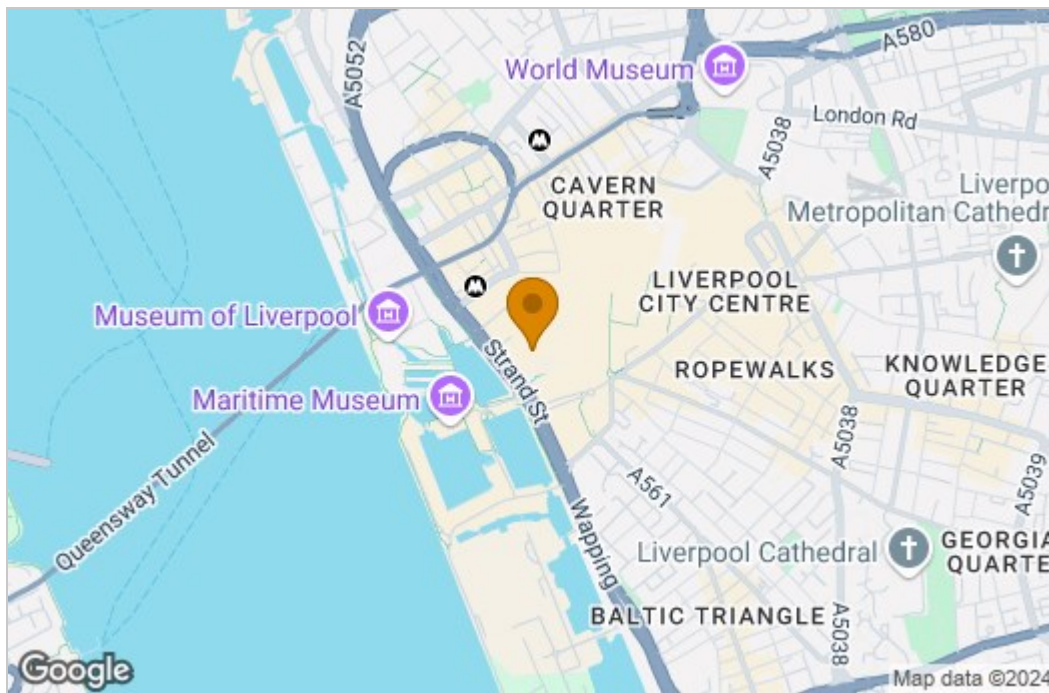 A5052
A580
World Museum
London Rd
A5038
CAVERN
QUARTER
Liverpo
Metropolitan Cathedr
LIVERPOOL
CITY CENTRE
Museum of Liverpool
Strand St
ROPEWALKS
KNOWLEDGE
QUARTER
Maritime Museum
A5038
A5039
Queensway Tunnel
A561
Wapping
Liverpool Cathedral
GEORGIA
QUARTE
BALTIC TRIANGLE
A5038
Google
Map data ©2024